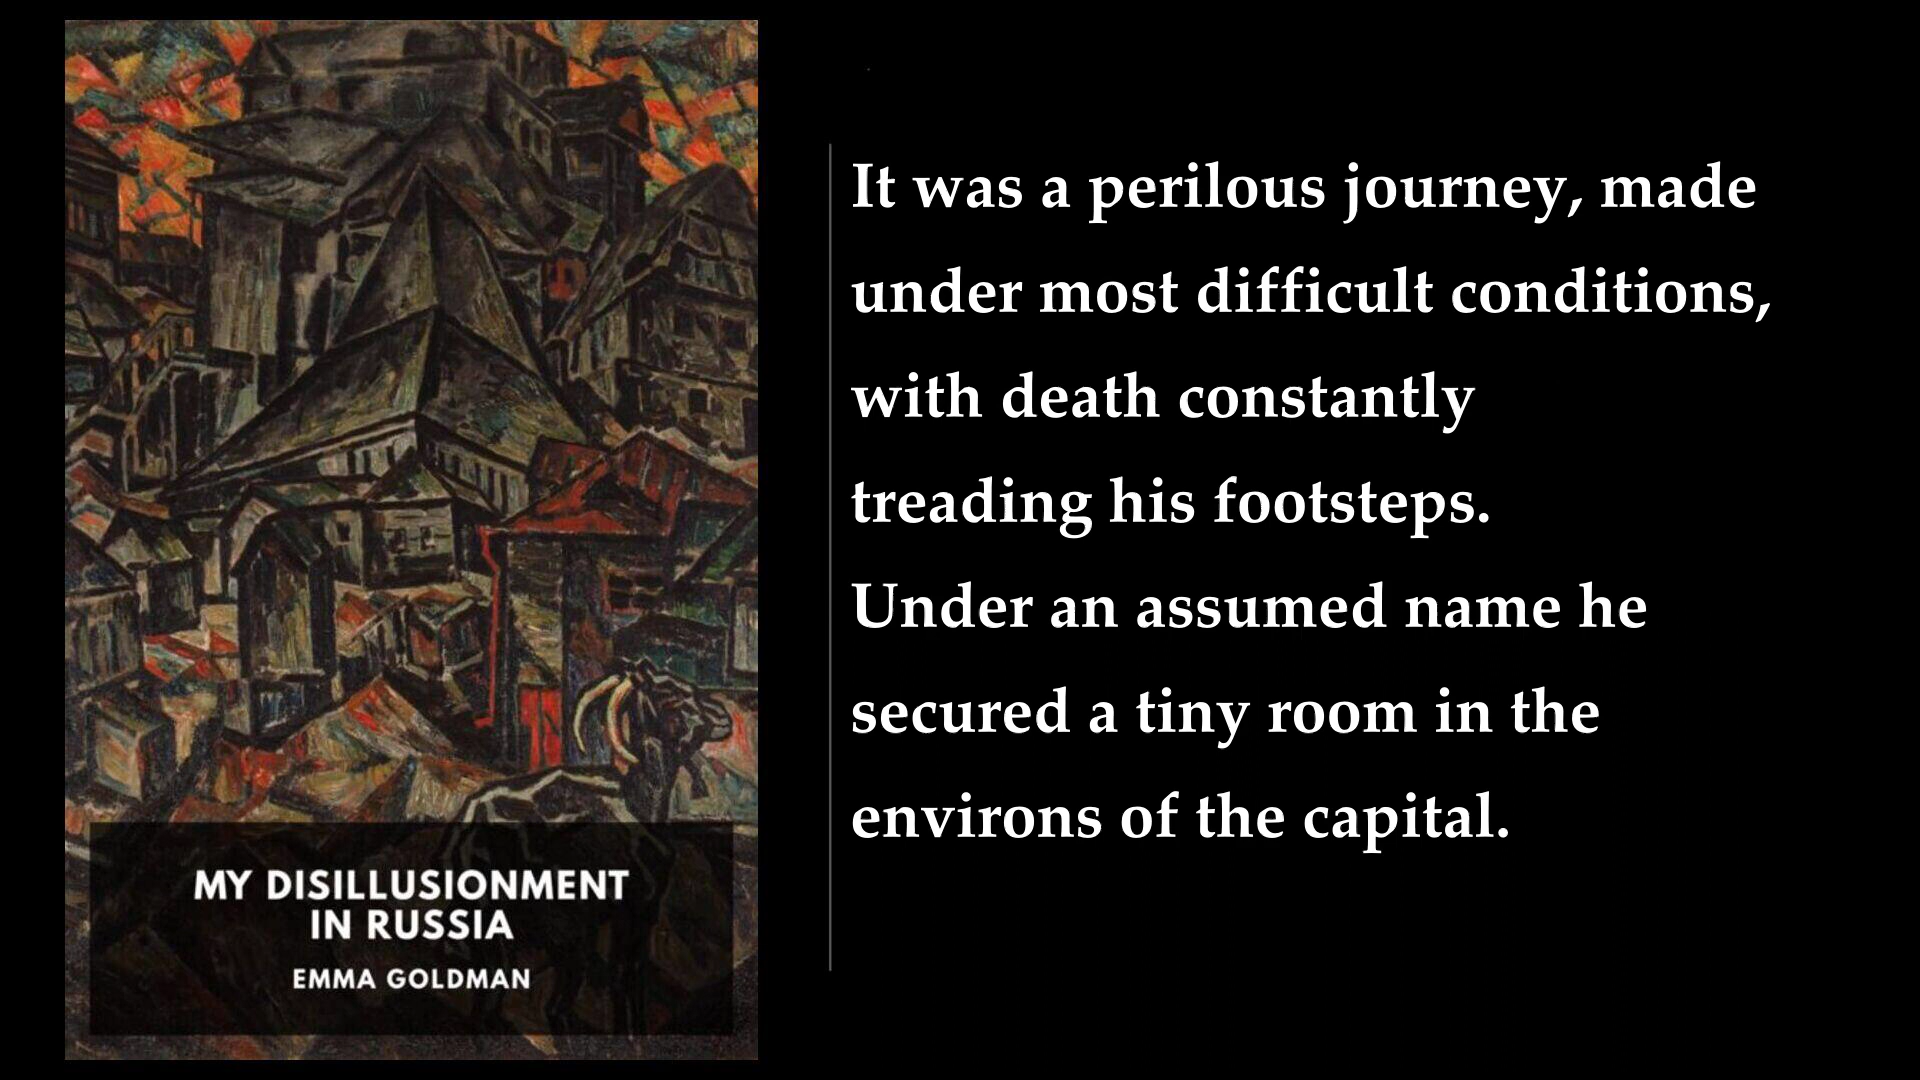 MY DISILLUSIONMENT
IN RUSSIA
EMMA GOLDMAN
It was a perilous journey, made
under most difficult conditions,
with death constantly
treading his footsteps.
Under an assumed name he
secured a tiny room in the
environs of the capital.